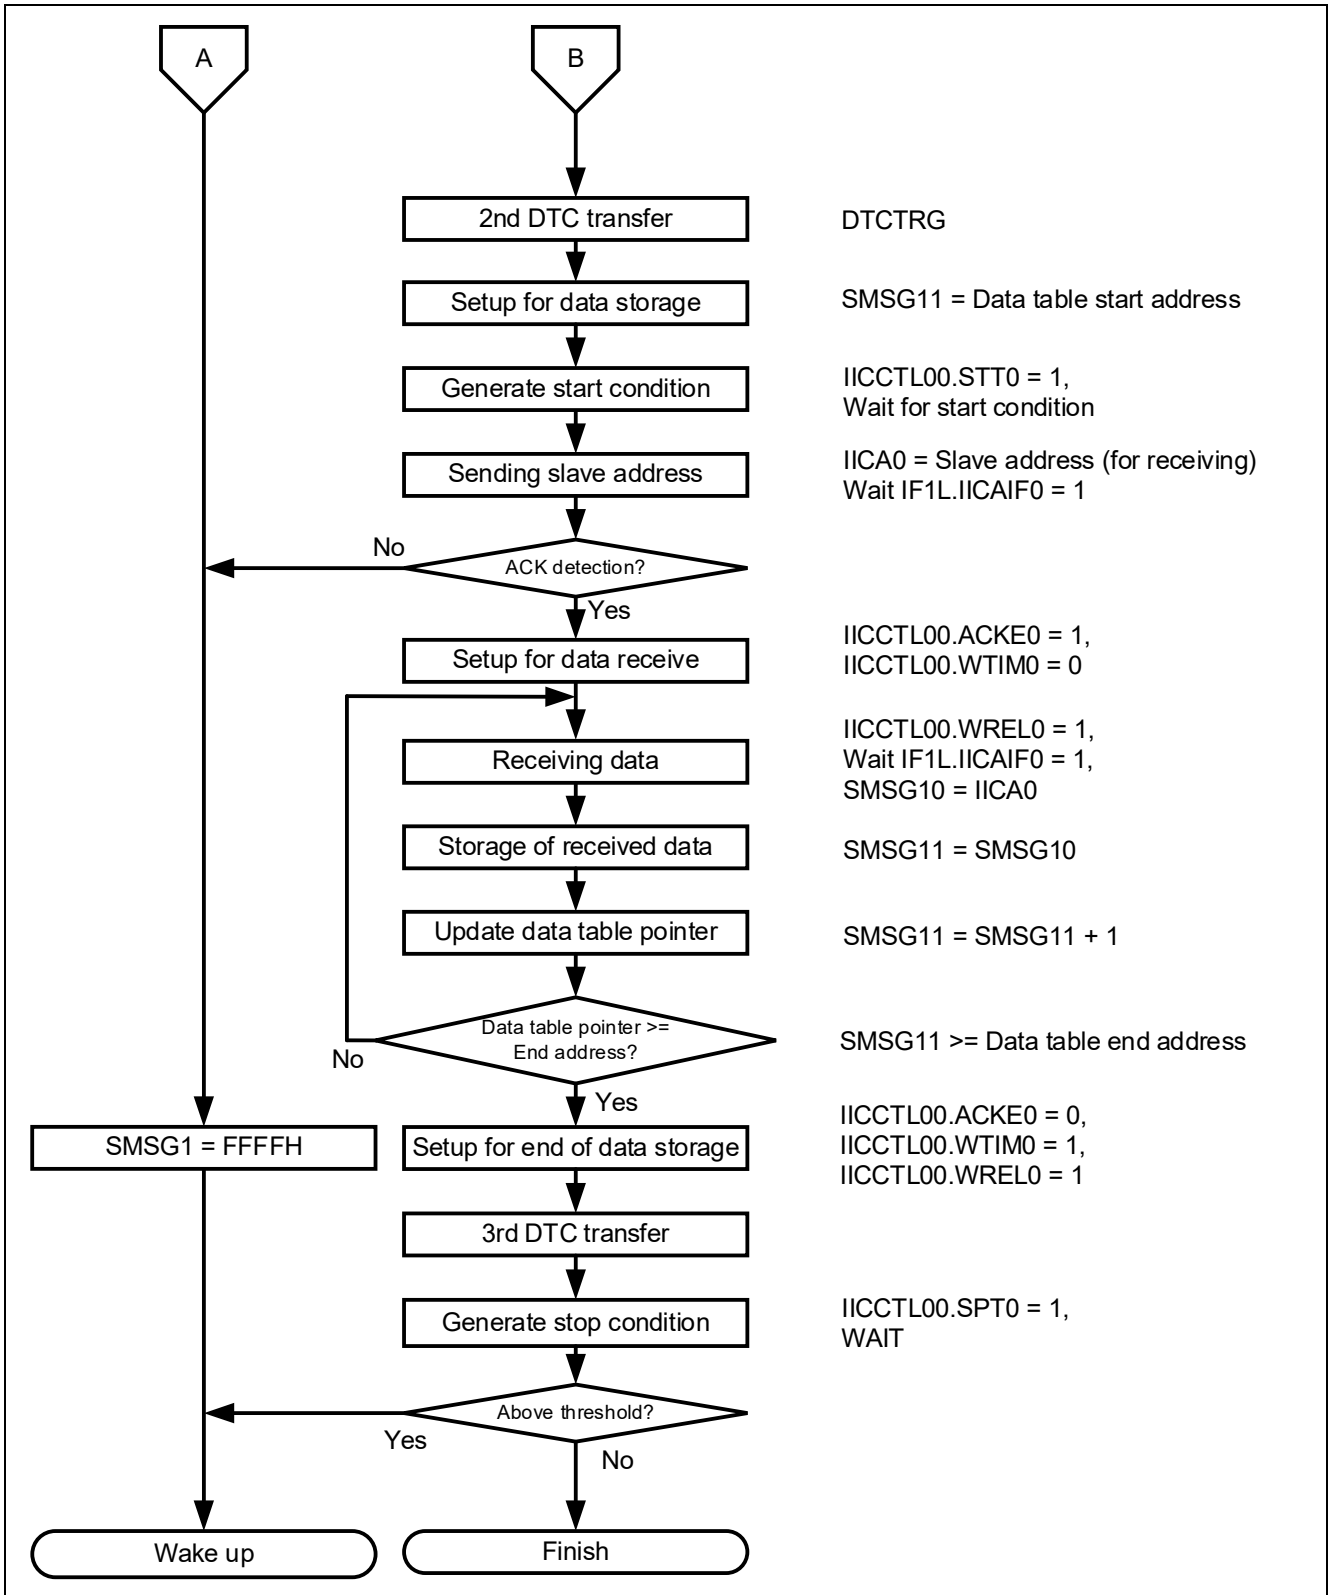 A
B
2nd DTC transfer
DTCTRG
Setup for data storage
SMSG11 = Data table start address
Generate start condition
IICCTL00.STT0 = 1,
Wait for start condition
Sending slave address
IICA0 = Slave address (for receiving)
Wait IF1L.IICAIF0 = 1
No
ACK detection?
Yes
Setup for data receive
IICCTL00.ACKE0 = 1,
IICCTL00.WTIM0 = 0
Receiving data
IICCTL00.WREL0 = 1,
Wait IF1L.IICAIF0 = 1,
SMSG10 = IICA0
Storage of received data
SMSG11 = SMSG10
Update data table pointer
SMSG11 = SMSG11 + 1
Data table pointer >=
End address?
No
SMSG11 >= Data table end address
Yes
SMSG1 = FFFFH
Setup for end of data storage
IICCTL00.ACKE0 = 0,
IICCTL00.WTIM0 = 1,
IICCTL00.WREL0 = 1
3rd DTC transfer
Generate stop condition
IICCTL00.SPT0 = 1,
WAIT
Above threshold?
Yes
No
Wake up
Finish